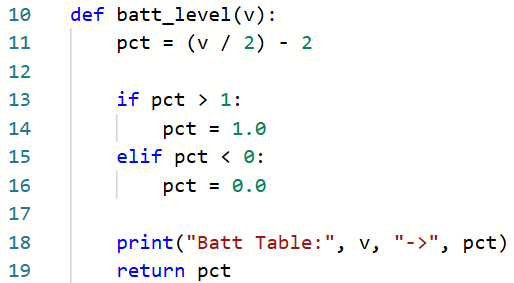 10 def batt_level(v):
11     pct = (v / 2) - 2
12
13     if pct > 1:
14         pct = 1.0
15     elif pct < 0:
16         pct = 0.0
17
18     print("Batt Table:", v, "->", pct)
19     return pct